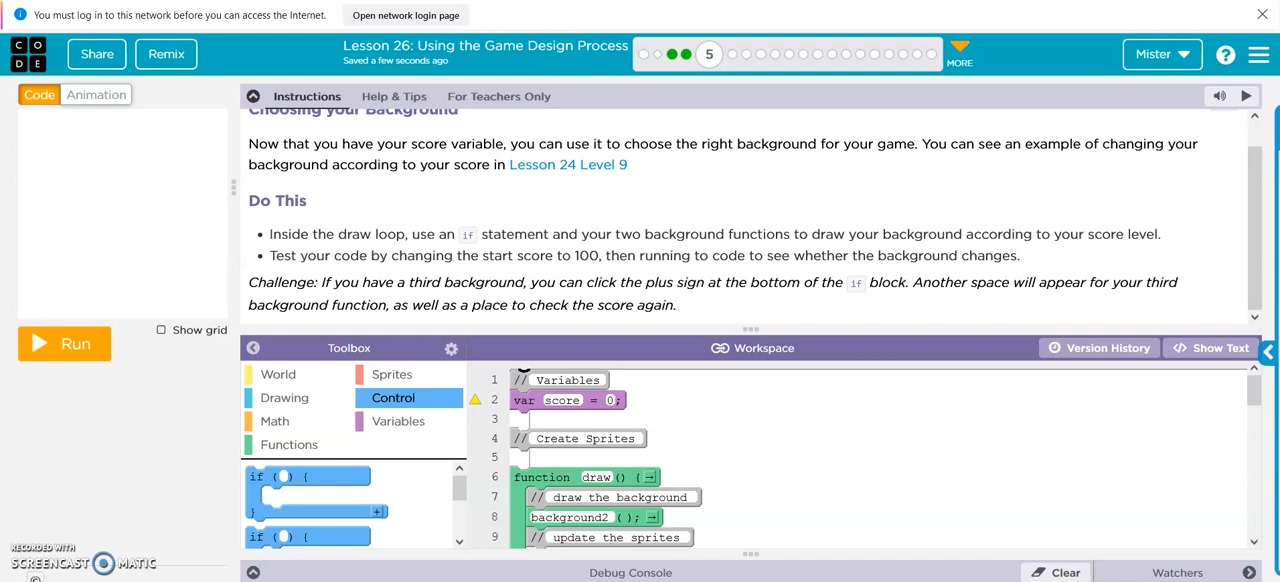 You must log in to this network before you can access the Internet. Open network login page
CODE Share Remix Lesson 26: Using the Game Design Process 5 MORE Mister ?
Saved a few seconds ago
Code Animation Instructions Help & Tips For Teachers Only
Choosing your Background
Now that you have your score variable, you can use it to choose the right background for your game. You can see an example of changing your
background according to your score in Lesson 24 Level 9
Do This
• Inside the draw loop, use an if statement and your two background functions to draw your background according to your score level.
• Test your code by changing the start score to 100, then running to code to see whether the background changes.
Challenge: If you have a third background, you can click the plus sign at the bottom of the if block. Another space will appear for your third
background function, as well as a place to check the score again.
Show grid
Run
Toolbox Workspace Version History </> Show Text
World Sprites
Drawing Control
Math Variables
Functions
if ( ) {
} +
if ( ) {
1 // Variables
2 var score = 0;
3
4 // Create Sprites
5
6 function draw() { →
7 // draw the background
8 background2 ( ); →
9 // update the sprites
RECORDED WITH
SCREENCAST MATIC
Debug Console Clear Watchers